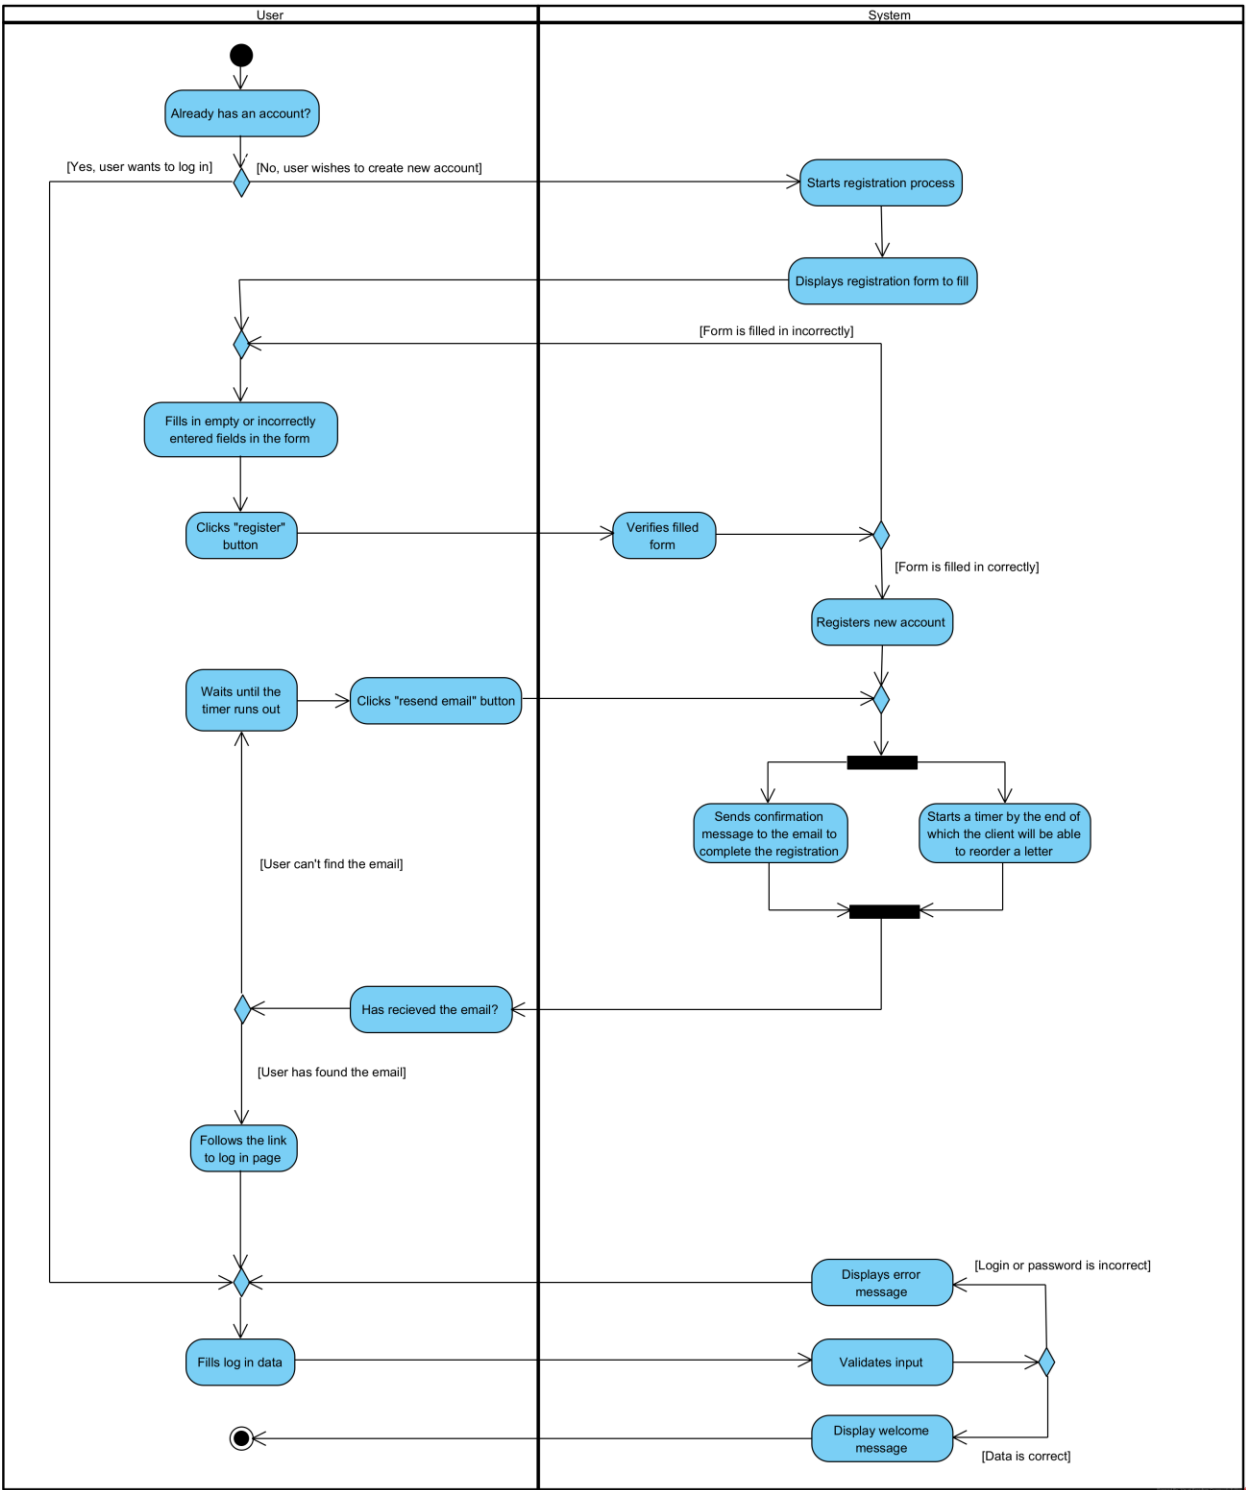 User
System
Already has an account?
[Yes, user wants to log in]
[No, user wishes to create new account]
Starts registration process
Displays registration form to fill
[Form is filled in incorrectly]
Fills in empty or incorrectly
entered fields in the form
Clicks "register"
button
Verifies filled
form
[Form is filled in correctly]
Registers new account
Waits until the
timer runs out
Clicks "resend email" button
Sends confirmation
message to the email to
complete the registration
Starts a timer by the end of
which the client will be able
to reorder a letter
[User can't find the email]
Has recieved the email?
[User has found the email]
Follows the link
to log in page
Displays error
message
[Login or password is incorrect]
Fills log in data
Validates input
Display welcome
message
[Data is correct]